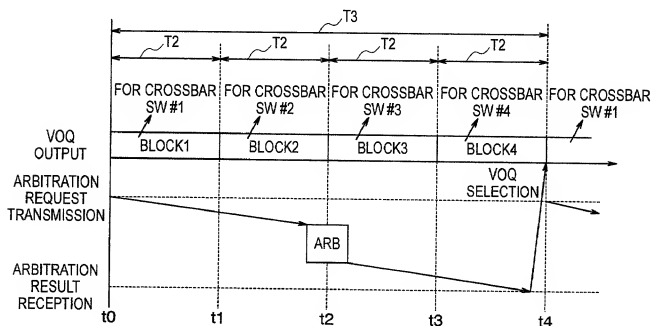 T3
T2 T2 T2 T2
FOR CROSSBAR SW #1
FOR CROSSBAR SW #2
FOR CROSSBAR SW #3
FOR CROSSBAR SW #4
FOR CROSSBAR SW #1
VOQ OUTPUT
BLOCK1 BLOCK2 BLOCK3 BLOCK4
VOQ SELECTION
ARBITRATION REQUEST TRANSMISSION
ARB
ARBITRATION RESULT RECEPTION
t0 t1 t2 t3 t4